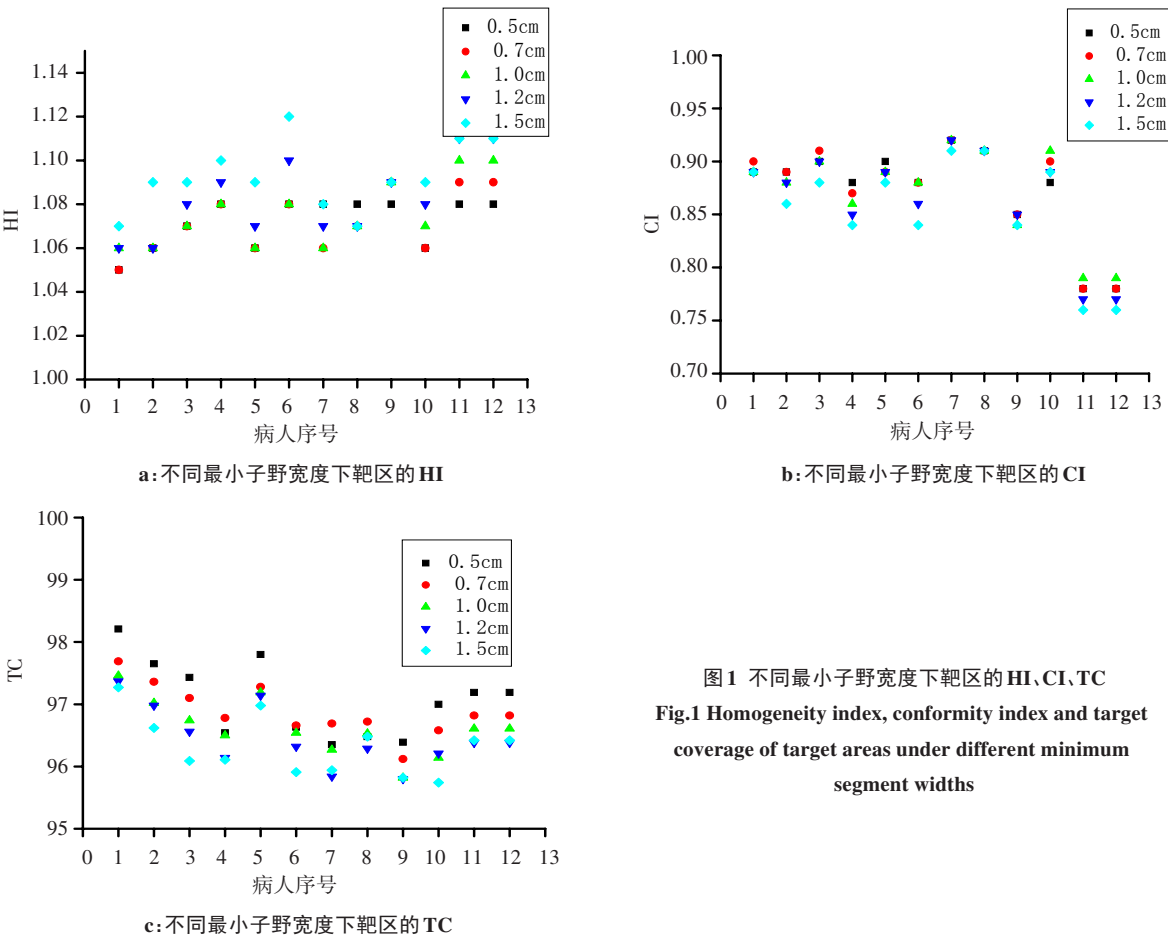 0.5cm
0.7cm
1.0cm
1.2cm
1.5cm
1.14
1.12
1.10
1.08
1.06
1.04
1.02
1.00
HI
0 1 2 3 4 5 6 7 8 9 10 11 12 13
病人序号
a:不同最小子野宽度下靶区的HI
0.5cm
0.7cm
1.0cm
1.2cm
1.5cm
1.00
0.95
0.90
0.85
0.80
0.75
0.70
CI
0 1 2 3 4 5 6 7 8 9 10 11 12 13
病人序号
b:不同最小子野宽度下靶区的CI
100
99
98
97
96
95
TC
0.5cm
0.7cm
1.0cm
1.2cm
1.5cm
0 1 2 3 4 5 6 7 8 9 10 11 12 13
病人序号
c:不同最小子野宽度下靶区的TC
图1 不同最小子野宽度下靶区的HI、CI、TC
Fig.1 Homogeneity index, conformity index and target
coverage of target areas under different minimum
segment widths